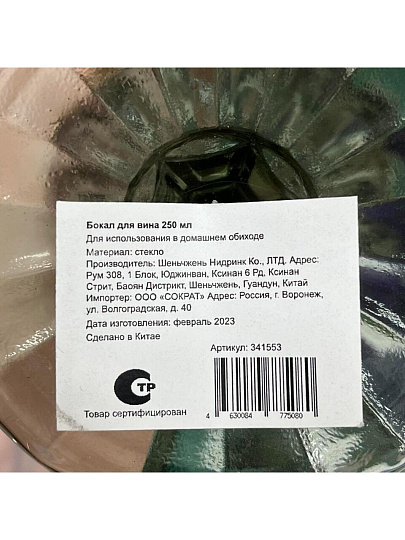 Бокал для вина 250 мл
Для использования в домашнем обиходе
Материал: стекло
Производитель: Шеньчжень Нидринк Ко., ЛТД. Адрес:
Рум 308, 1 Блок, Юджинван, Ксинан 6 Рд, Ксинан
Стрит, Баоян Дистрикт, Шеньчжень, Гуандун, Китай
Импортер: ООО «СОКРАТ» Адрес: Россия, г. Воронеж,
ул. Волгоградская, д. 40
Дата изготовления: февраль 2023
Сделано в Китае
Артикул: 341553
СТР
Товар сертифицирован
4 630084 775080